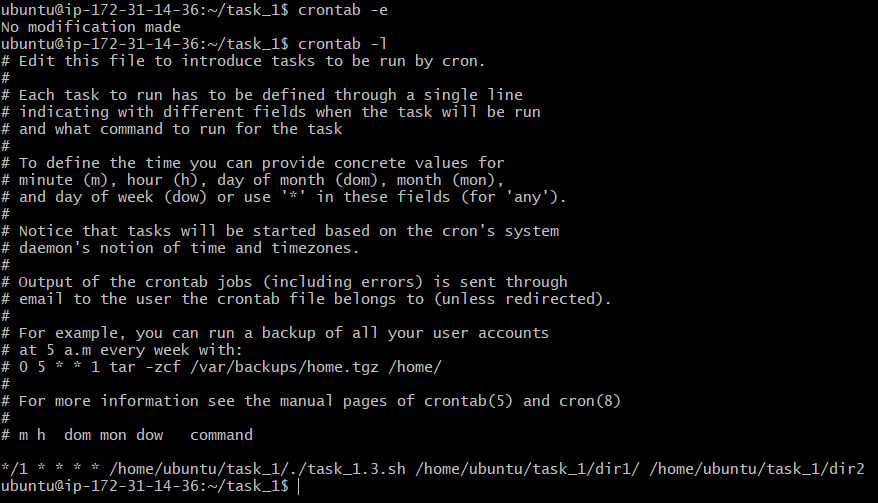 ubuntu@ip-172-31-14-36:~/task_1$ crontab -e
No modification made
ubuntu@ip-172-31-14-36:~/task_1$ crontab -l
# Edit this file to introduce tasks to be run by cron.
#
# Each task to run has to be defined through a single line
# indicating with different fields when the task will be run
# and what command to run for the task
#
# To define the time you can provide concrete values for
# minute (m), hour (h), day of month (dom), month (mon),
# and day of week (dow) or use '*' in these fields (for 'any').
#
# Notice that tasks will be started based on the cron's system
# daemon's notion of time and timezones.
#
# Output of the crontab jobs (including errors) is sent through
# email to the user the crontab file belongs to (unless redirected).
#
# For example, you can run a backup of all your user accounts
# at 5 a.m every week with:
# 0 5 * * 1 tar -zcf /var/backups/home.tgz /home/
#
# For more information see the manual pages of crontab(5) and cron(8)
#
# m h  dom mon dow   command

*/1 * * * * /home/ubuntu/task_1/./task_1.3.sh /home/ubuntu/task_1/dir1/ /home/ubuntu/task_1/dir2
ubuntu@ip-172-31-14-36:~/task_1$